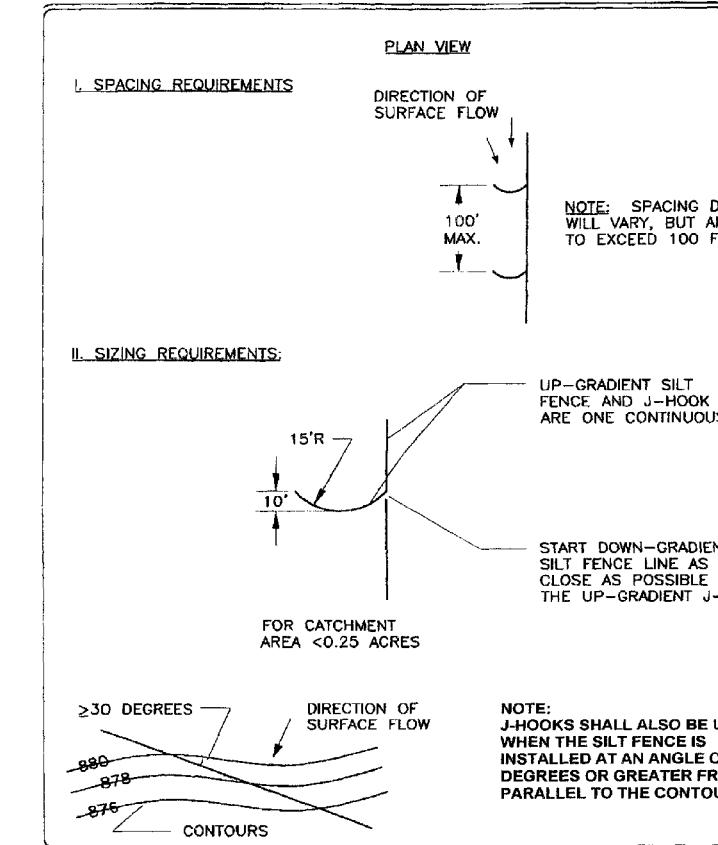 PLAN VIEW
I. SPACING REQUIREMENTS
DIRECTION OF
SURFACE FLOW
100'
MAX.
NOTE: SPACING
WILL VARY, BUT
TO EXCEED 100
II. SIZING REQUIREMENTS:
UP-GRADIENT SILT
FENCE AND J-HOOK
ARE ONE CONTINUOUS
15'R
10'
START DOWN-GRADIEN
SILT FENCE LINE AS
CLOSE AS POSSIBLE
THE UP-GRADIENT J-
FOR CATCHMENT
AREA <0.25 ACRES
≥30 DEGREES
DIRECTION OF
SURFACE FLOW
880
878
876
CONTOURS
NOTE:
J-HOOKS SHALL ALSO BE
WHEN THE SILT FENCE IS
INSTALLED AT AN ANGLE
DEGREES OR GREATER
PARALLEL TO THE CONTOU